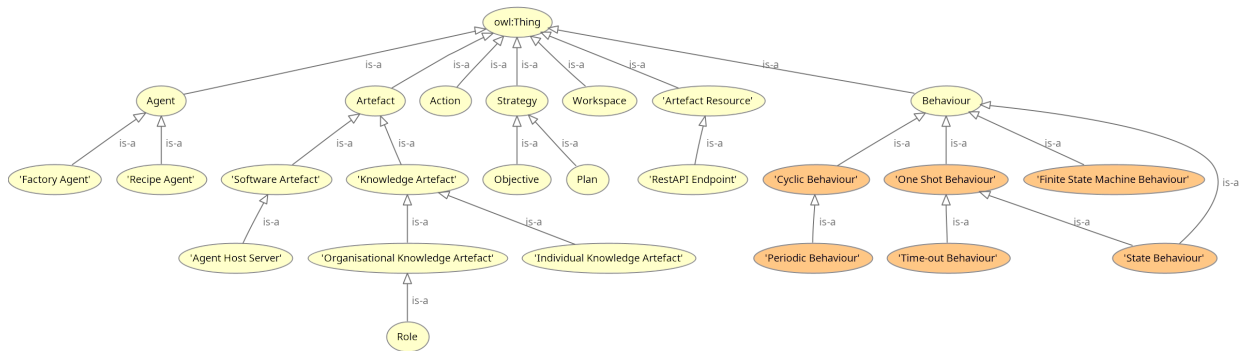 owl:Thing
is-a is-a is-a is-a is-a is-a is-a
Agent Artefact Action Strategy Workspace 'Artefact Resource' Behaviour
is-a is-a is-a is-a is-a is-a is-a is-a is-a is-a
'Factory Agent' 'Recipe Agent' 'Software Artefact' 'Knowledge Artefact' Objective Plan 'RestAPI Endpoint' 'Cyclic Behaviour' 'One Shot Behaviour' 'Finite State Machine Behaviour' is-a
is-a is-a is-a is-a is-a is-a
'Agent Host Server' 'Organisational Knowledge Artefact' 'Individual Knowledge Artefact' 'Periodic Behaviour' 'Time-out Behaviour' 'State Behaviour'
is-a
Role